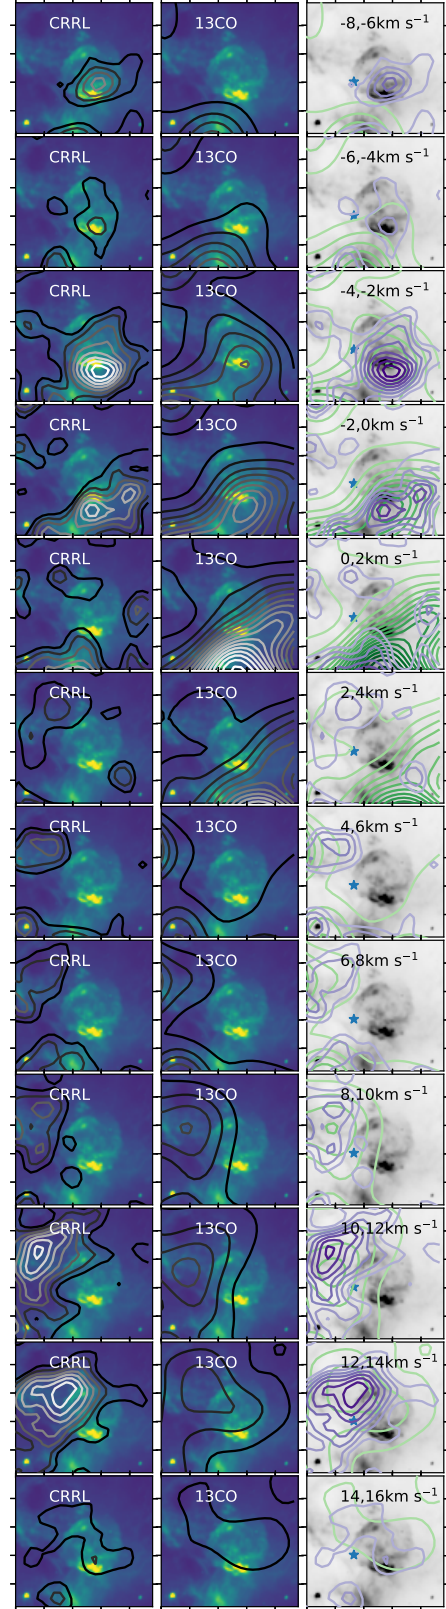 CRRL 13CO -8,-6km s⁻¹
CRRL 13CO -6,-4km s⁻¹
CRRL 13CO -4,-2km s⁻¹
CRRL 13CO -2,0km s⁻¹
CRRL 13CO 0,2km s⁻¹
CRRL 13CO 2,4km s⁻¹
CRRL 13CO 4,6km s⁻¹
CRRL 13CO 6,8km s⁻¹
CRRL 13CO 8,10km s⁻¹
CRRL 13CO 10,12km s⁻¹
CRRL 13CO 12,14km s⁻¹
CRRL 13CO 14,16km s⁻¹